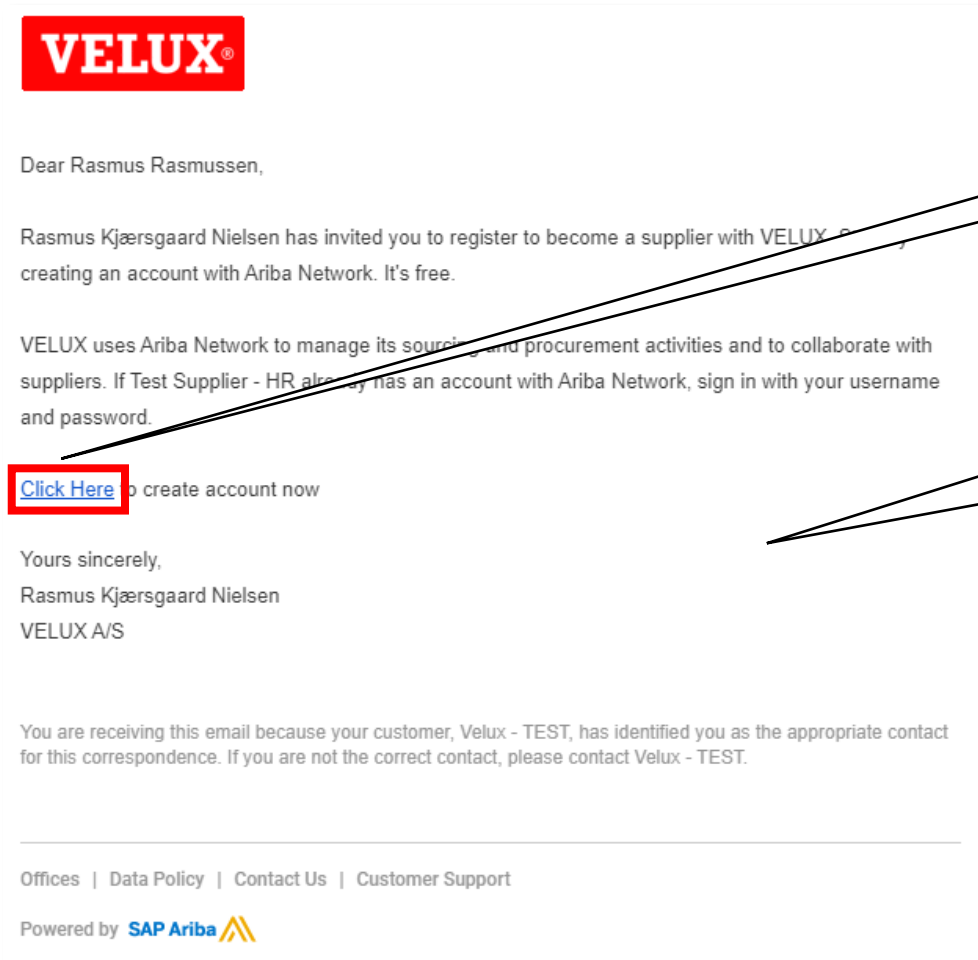 VELUX®
Dear Rasmus Rasmussen,
Rasmus Kjærsgaard Nielsen has invited you to register to become a supplier with VELUX.
creating an account with Ariba Network. It's free.
VELUX uses Ariba Network to manage its sourcing and procurement activities and to collaborate with
suppliers. If Test Supplier - HR already has an account with Ariba Network, sign in with your username
and password.
Click Here to create account now
Yours sincerely,
Rasmus Kjærsgaard Nielsen
VELUX A/S
You are receiving this email because your customer, Velux - TEST, has identified you as the appropriate contact
for this correspondence. If you are not the correct contact, please contact Velux - TEST.
Offices | Data Policy | Contact Us | Customer Support
Powered by SAP Ariba